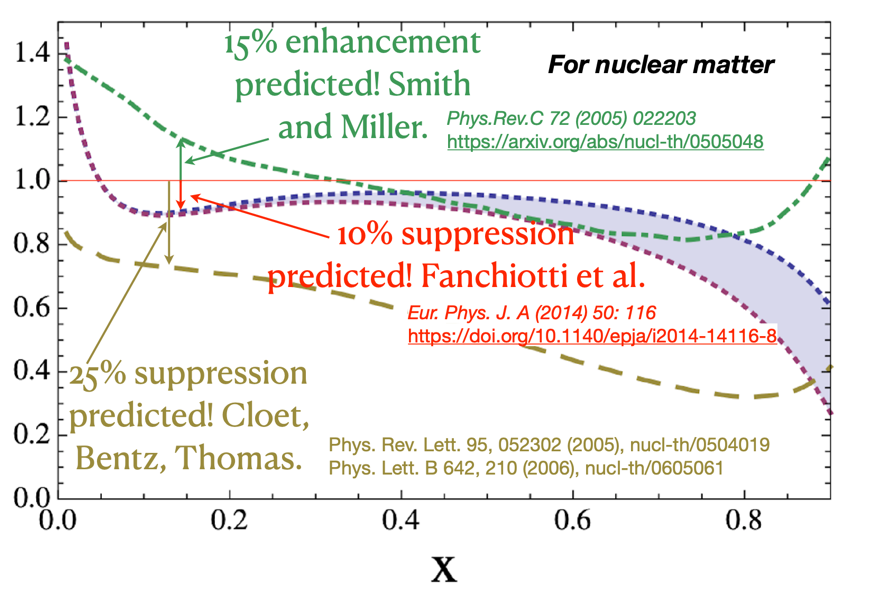 1.4
15% enhancement
predicted! Smith
and Miller.
For nuclear matter
1.2
Phys.Rev.C 72 (2005) 022203
https://arxiv.org/abs/nucl-th/0505048
1.0
0.8
10% suppression
predicted! Fanchiotti et al.
0.6
Eur. Phys. J. A (2014) 50: 116
https://doi.org/10.1140/epja/i2014-14116-8
0.4
25% suppression
predicted! Cloet,
Bentz, Thomas.
0.2
Phys. Rev. Lett. 95, 052302 (2005), nucl-th/0504019
Phys. Lett. B 642, 210 (2006), nucl-th/0605061
0.0
0.0 0.2 0.4 0.6 0.8
X